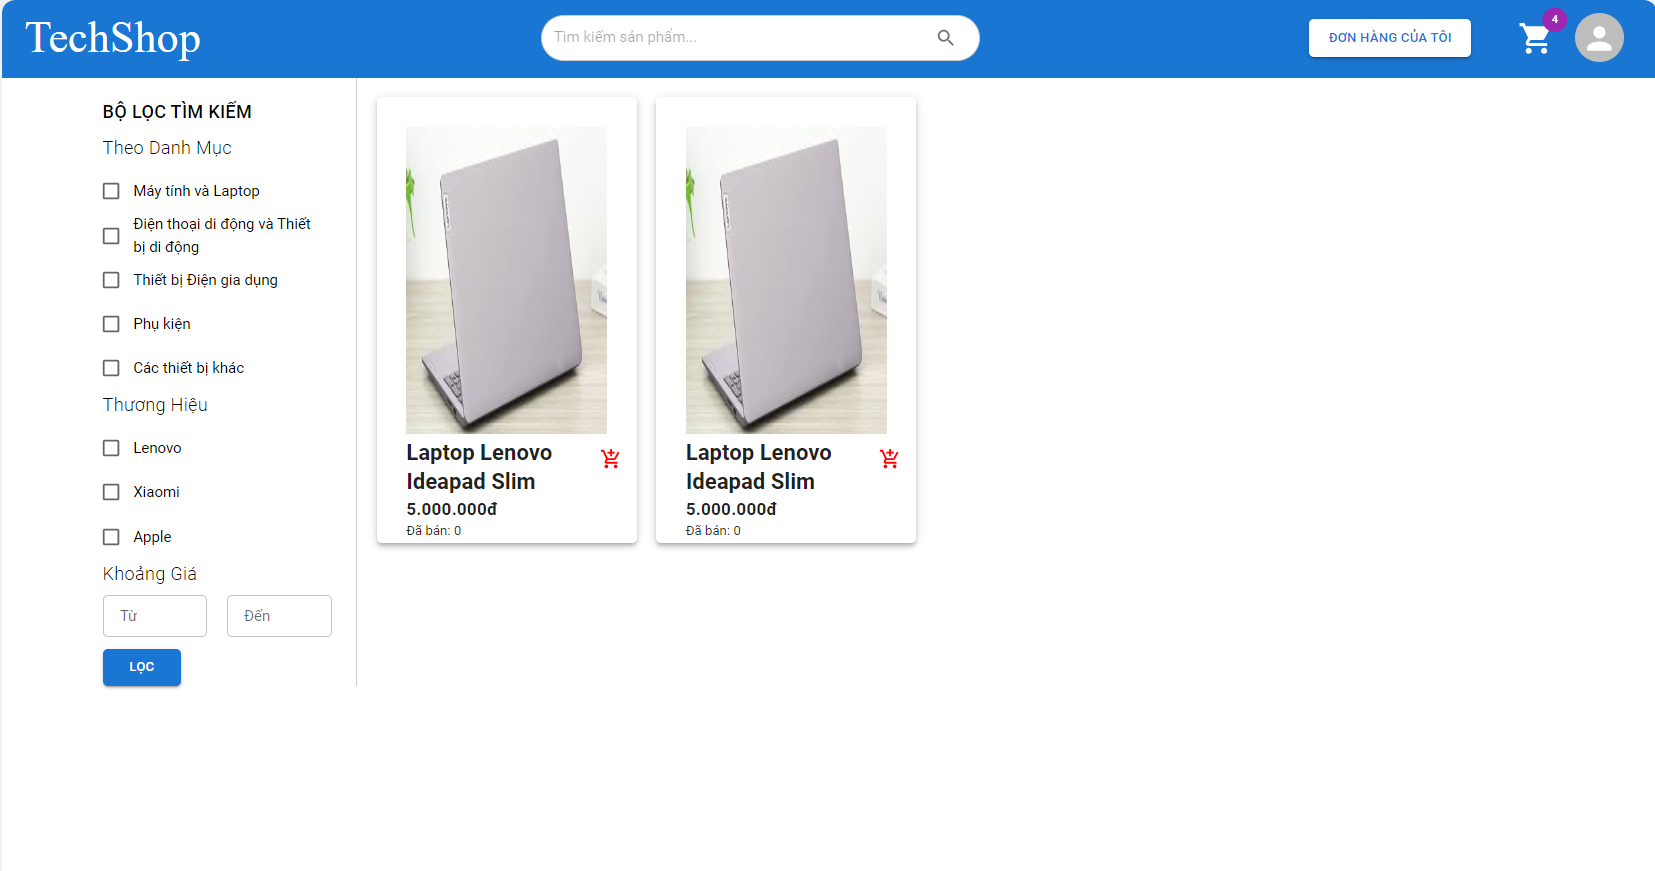 TechShop
Tìm kiếm sản phẩm...
ĐƠN HÀNG CỦA TÔI
4
BỘ LỌC TÌM KIẾM
Theo Danh Mục
Máy tính và Laptop
Điện thoại di động và Thiết
bị di động
Thiết bị Điện gia dụng
Phụ kiện
Các thiết bị khác
Thương Hiệu
Lenovo
Xiaomi
Apple
Khoảng Giá
Từ
Đến
LỌC
Laptop Lenovo
Ideapad Slim
5.000.000đ
Đã bán: 0
Laptop Lenovo
Ideapad Slim
5.000.000đ
Đã bán: 0